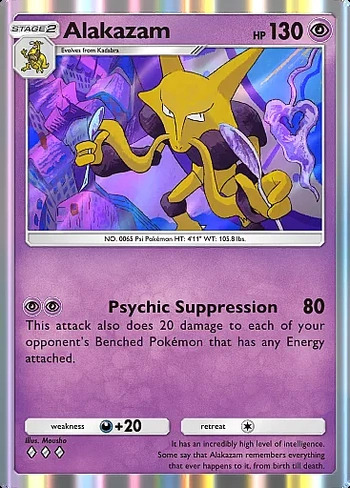 STAGE 2 Alakazam HP 130
Evolves from Kadabra
NO. 0065 Psi Pokémon HT: 4'11" WT: 105.8 lbs.
Psychic Suppression 80
This attack also does 20 damage to each of your
opponent's Benched Pokémon that has any Energy
attached.
weakness +20 retreat
Illus. Mousho
It has an incredibly high level of intelligence.
Some say that Alakazam remembers everything
that ever happens to it, from birth till death.